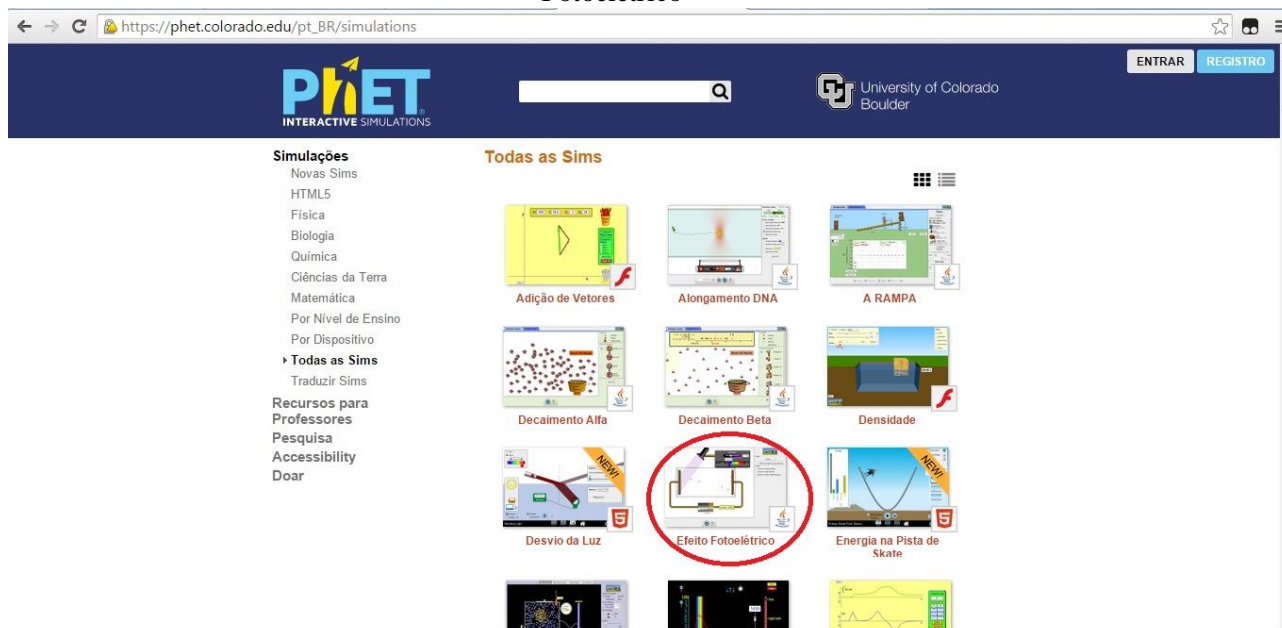 https://phet.colorado.edu/pt_BR/simulations
ENTRAR REGISTRO
PhET
INTERACTIVE SIMULATIONS
University of Colorado
Boulder
Simulações
Novas Sims
HTML5
Física
Biologia
Química
Ciências da Terra
Matemática
Por Nível de Ensino
Por Dispositivo
Todas as Sims
Traduzir Sims
Recursos para
Professores
Pesquisa
Accessibility
Doar
Todas as Sims
Adição de Vetores
Alongamento DNA
A RAMPA
Decaimento Alfa
Decaimento Beta
Densidade
NEW!
NEW!
Desvio da Luz
Efeito Fotoelétrico
Energia na Pista de
Skate